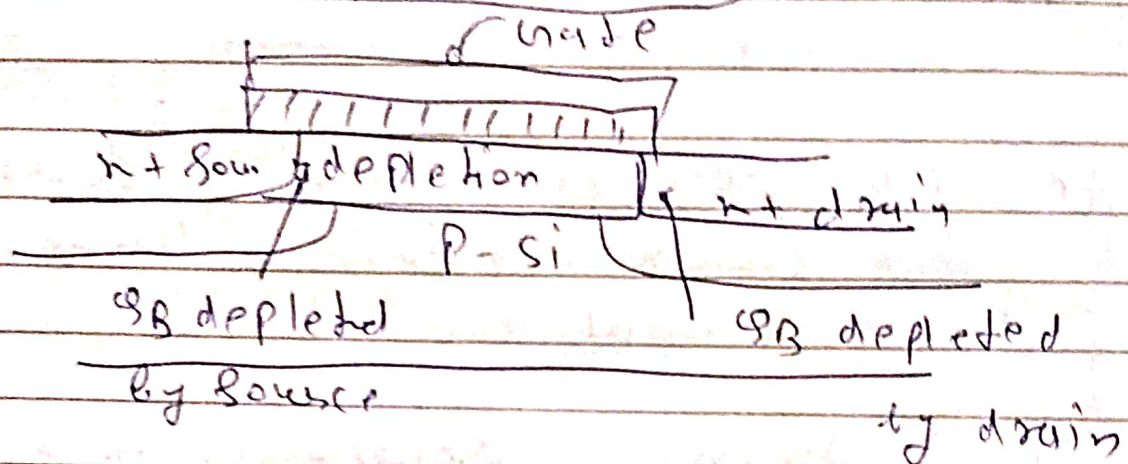 Gate
n+ Sour depletion
n+ drain
P-Si
QB depleted QB depleted
by Source
by drain